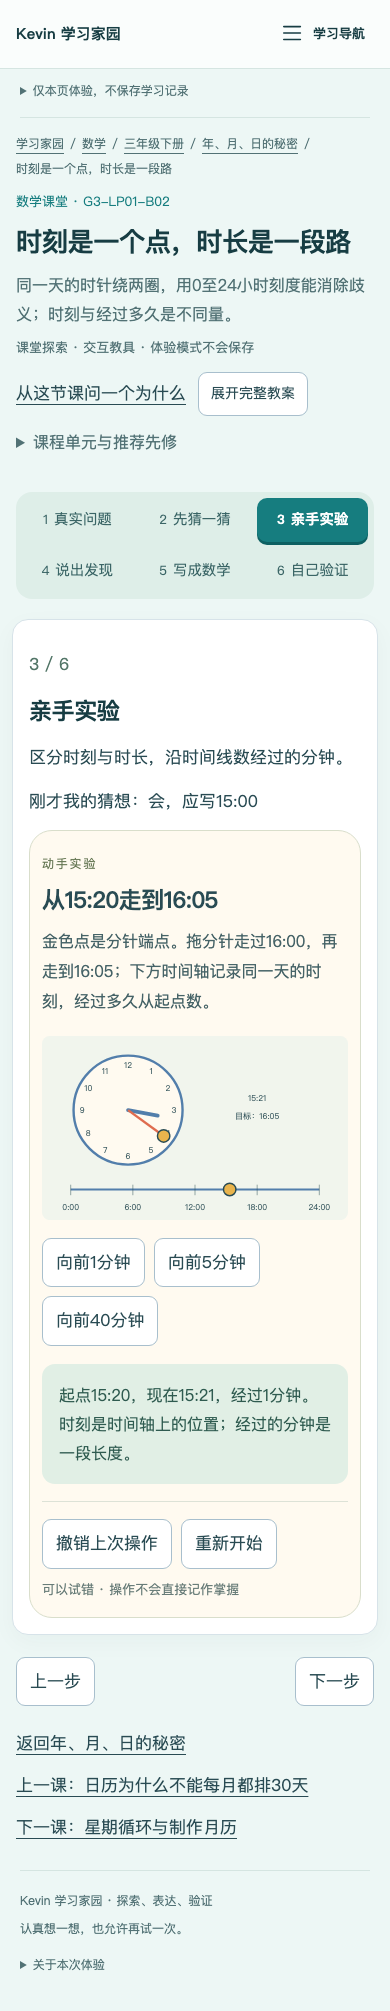 Kevin 学习家园
学习导航
仅本页体验，不保存学习记录
学习家园 / 数学 / 三年级下册 / 年、月、日的秘密 /
时刻是一个点，时长是一段路
数学课堂 · G3-LP01-B02
时刻是一个点，时长是一段路
同一天的时针绕两圈，用0至24小时刻度能消除歧
义；时刻与经过多久是不同量。
课堂探索 · 交互教具 · 体验模式不会保存
从这节课问一个为什么
展开完整教案
课程单元与推荐先修
1 真实问题
2 先猜一猜
3 亲手实验
4 说出发现
5 写成数学
6 自己验证
3 / 6
亲手实验
区分时刻与时长，沿时间线数经过的分钟。
刚才我的猜想：会，应写15:00
动手实验
从15:20走到16:05
金色点是分针端点。拖分针走过16:00，再
走到16:05；下方时间轴记录同一天的时
刻，经过多久从起点数。
12
1
2
3
5
6
7
8
9
10
11
15:21
目标：16:05
0:00
6:00
12:00
18:00
24:00
向前1分钟
向前5分钟
向前40分钟
起点15:20，现在15:21，经过1分钟。
时刻是时间轴上的位置；经过的分钟是
一段长度。
撤销上次操作
重新开始
可以试错 · 操作不会直接记作掌握
上一步
下一步
返回年、月、日的秘密
上一课：日历为什么不能每月都排30天
下一课：星期循环与制作月历
Kevin 学习家园 · 探索、表达、验证
认真想一想，也允许再试一次。
关于本次体验